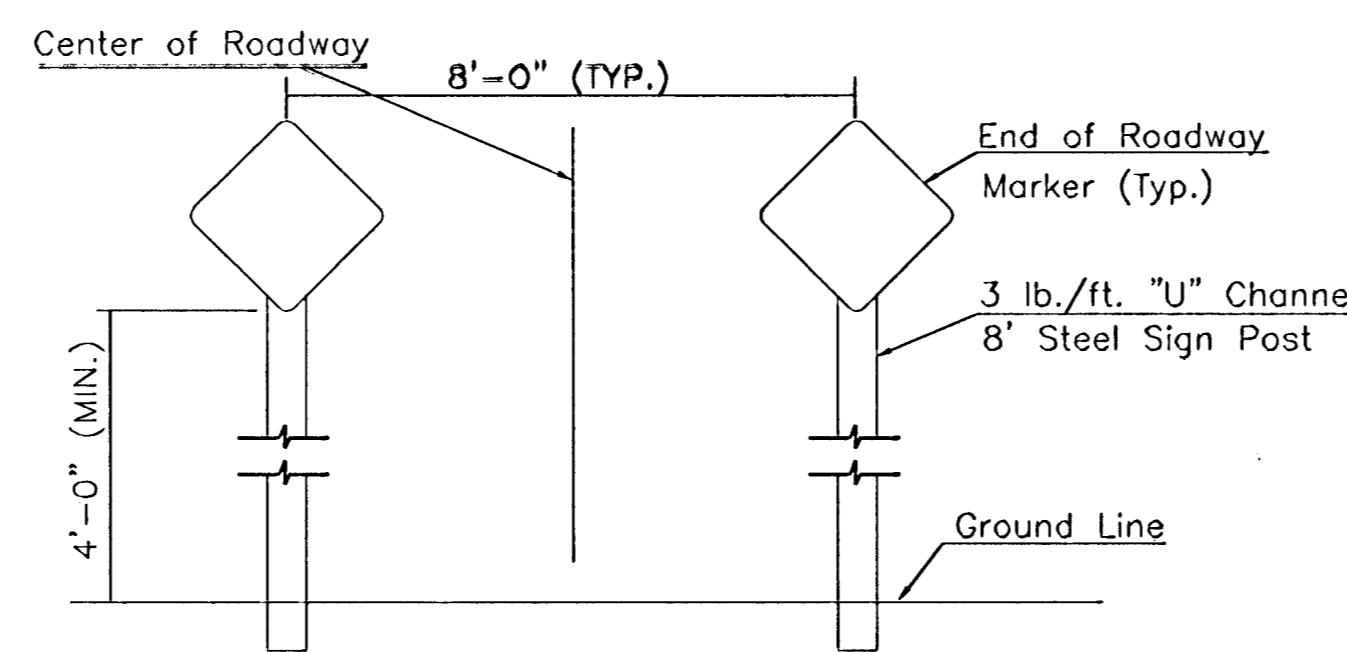 Center of Roadway
8'-0" (TYP.)
End of Roadway
Marker (Typ.)
3 lb./ft. "U" Channe
8' Steel Sign Post
4'-0" (MIN.)
Ground Line